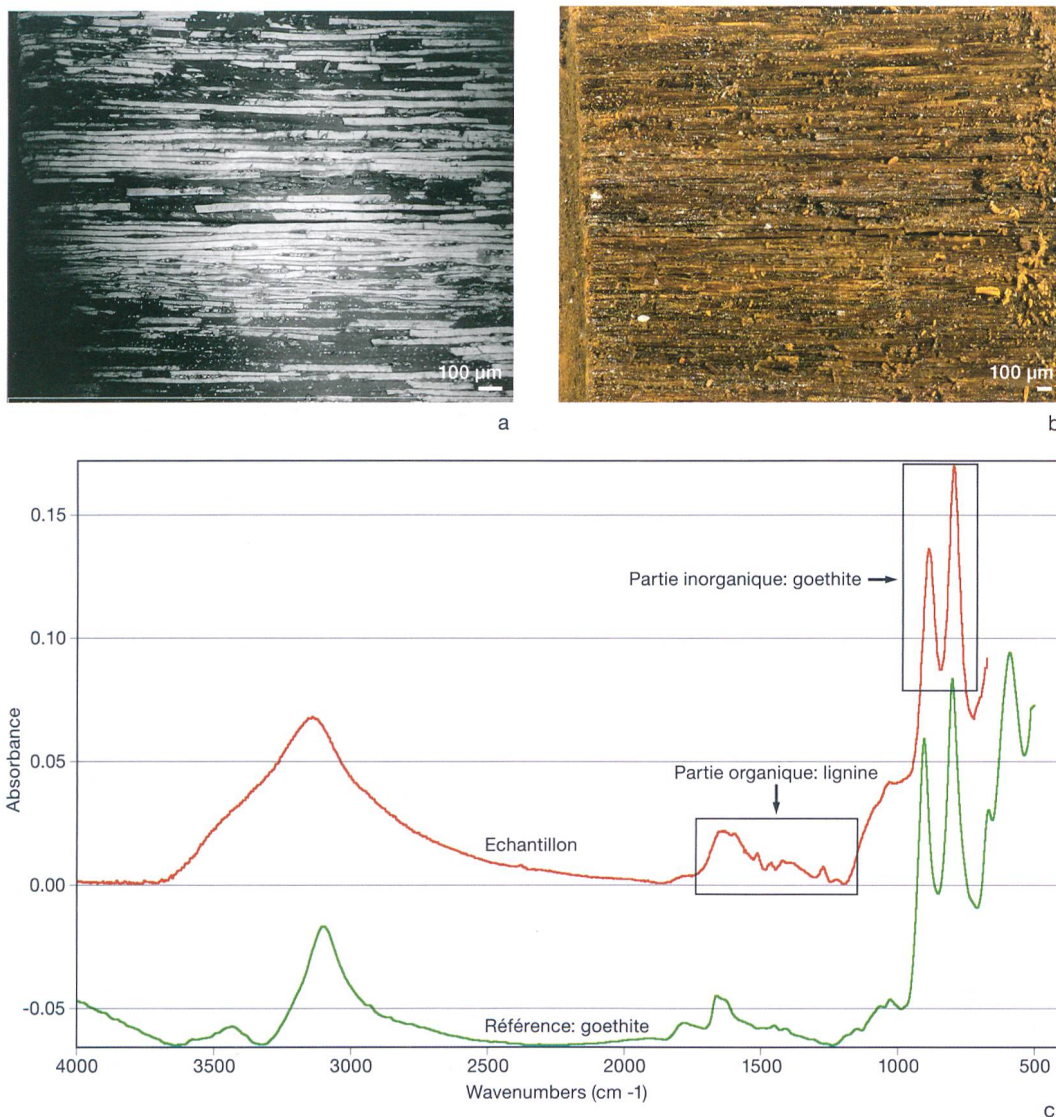 100 µm
100 µm
a
b
0.15
Partie inorganique: goethite
0.10
Absorbance
0.05
Partie organique: lignine
Echantillon
0.00
-0.05
Référence: goethite
4000 3500 3000 2500 2000 1500 1000 500
Wavenumbers (cm -1)
c